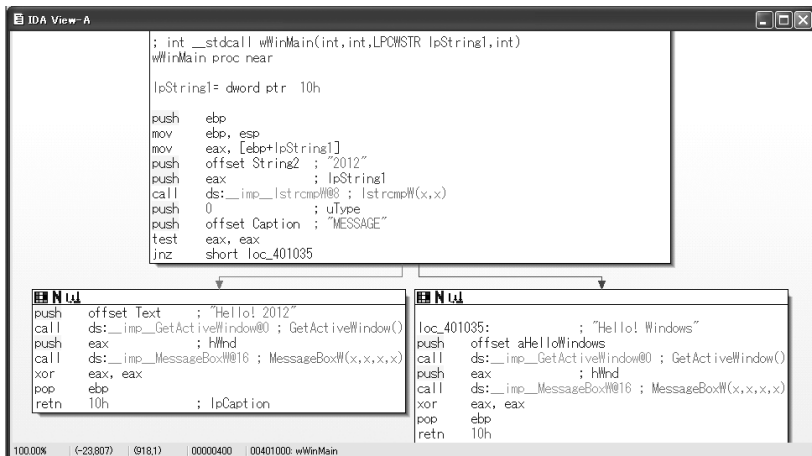 IDA View-A
; int __stdcall wWinMain(int,int,LPCWSTR lpString1,int)
wWinMain proc near
lpString1= dword ptr 10h
push ebp
mov ebp, esp
mov eax, [ebp+lpString1]
push offset String2 ; "2012"
push eax ; lpString1
call ds:__imp__lstrcmpW@8 ; lstrcmpW(x,x)
push 0 ; uType
push offset Caption ; "MESSAGE"
test eax, eax
jnz short loc_401035
push offset Text ; "Hello! 2012"
call ds:__imp__GetActiveWindow@0 ; GetActiveWindow()
push eax ; hWnd
call ds:__imp__MessageBoxW@16 ; MessageBoxW(x,x,x,x)
xor eax, eax
pop ebp
retn 10h ; lpCaption
loc_401035: ; "Hello! Windows"
push offset aHelloWindows
call ds:__imp__GetActiveWindow@0 ; GetActiveWindow()
push eax ; hWnd
call ds:__imp__MessageBoxW@16 ; MessageBoxW(x,x,x,x)
xor eax, eax
pop ebp
retn 10h
100.00% (-23,807) (918,1) 00000400 00401000: wWinMain